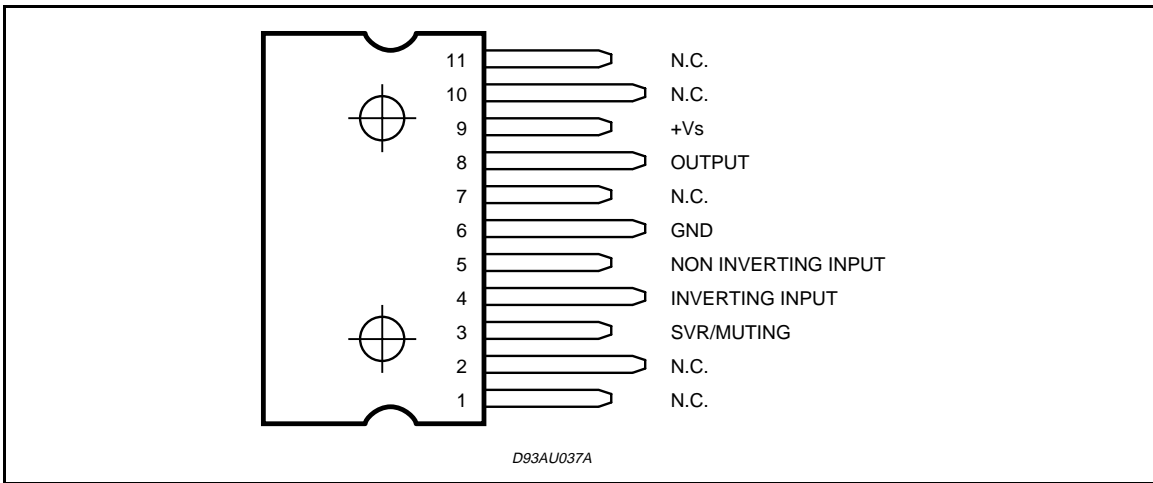 11 N.C.
10 N.C.
9 +Vs
8 OUTPUT
7 N.C.
6 GND
5 NON INVERTING INPUT
4 INVERTING INPUT
3 SVR/MUTING
2 N.C.
1 N.C.
D93AU037A